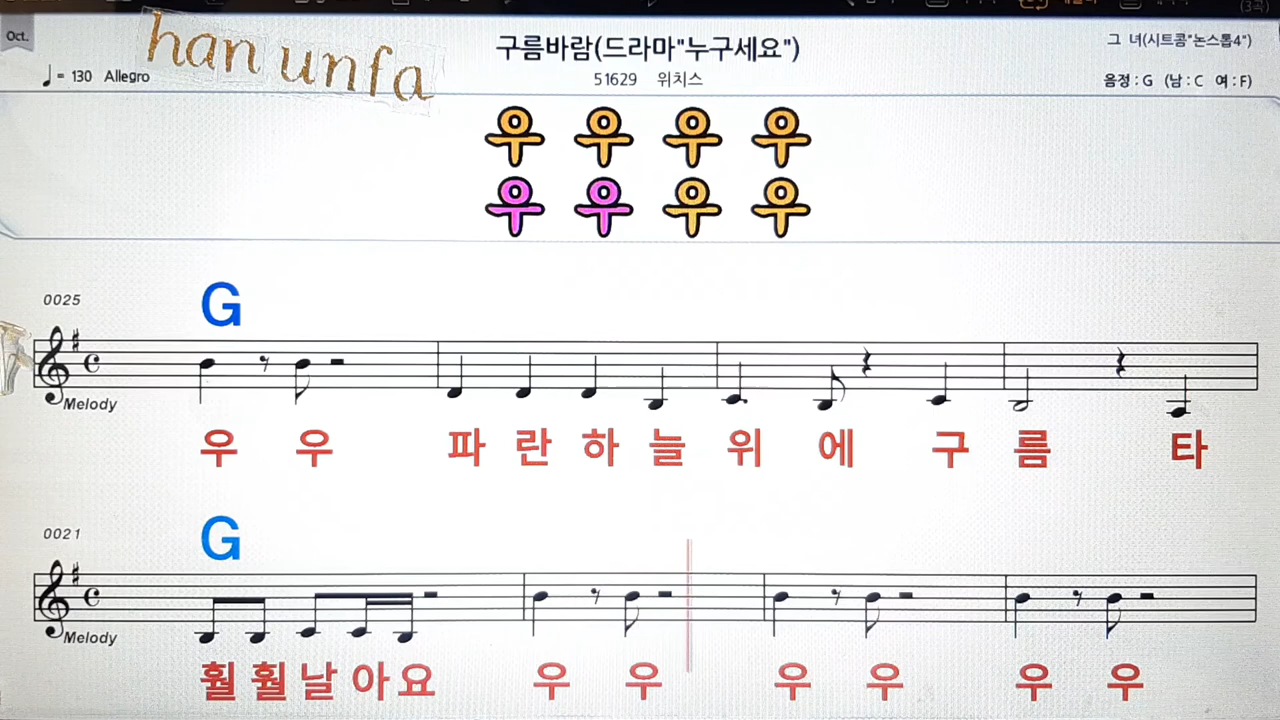 Oct.
han unfa
♩= 130 Allegro
구름바람(드라마"누구세요")
51629 위치스
그 녀(시트콤"논스톱4")
음정 : G (남 : C 여 : F)
우 우 우 우
우 우 우 우
0025
G
Melody
우 우 파 란 하 늘 위 에 구 름 타
0021
G
Melody
훨 훨 날 아 요 우 우 우 우 우 우